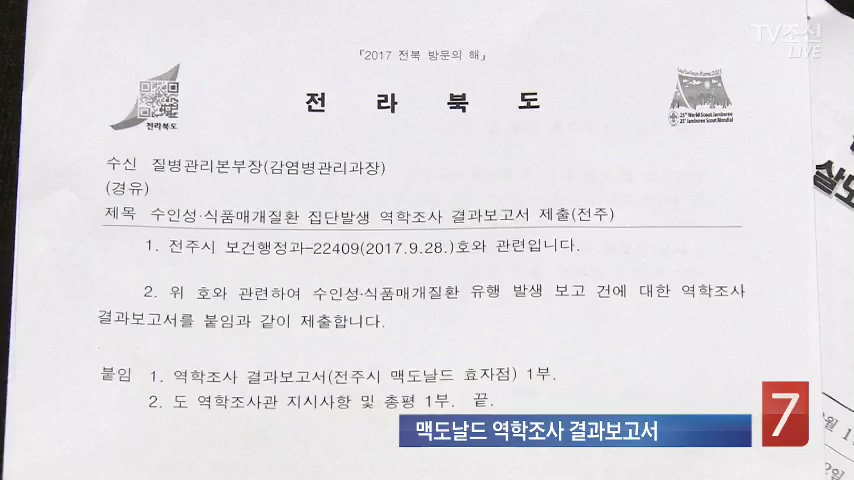 TV조선
LIVE
『2017 전북 방문의 해』
전라북도
전라북도
25th World Scout Jamboree
25e Jamboree Scout Mondial
수신 질병관리본부장(감염병관리과장)
(경유)
제목 수인성·식품매개질환 집단발생 역학조사 결과보고서 제출(전주)
1. 전주시 보건행정과-22409(2017.9.28.)호와 관련입니다.
2. 위 호와 관련하여 수인성·식품매개질환 유행 발생 보고 건에 대한 역학조사
결과보고서를 붙임과 같이 제출합니다.
붙임 1. 역학조사 결과보고서(전주시 맥도날드 효자점) 1부.
2. 도 역학조사관 지시사항 및 총평 1부. 끝.
맥도날드 역학조사 결과보고서
7